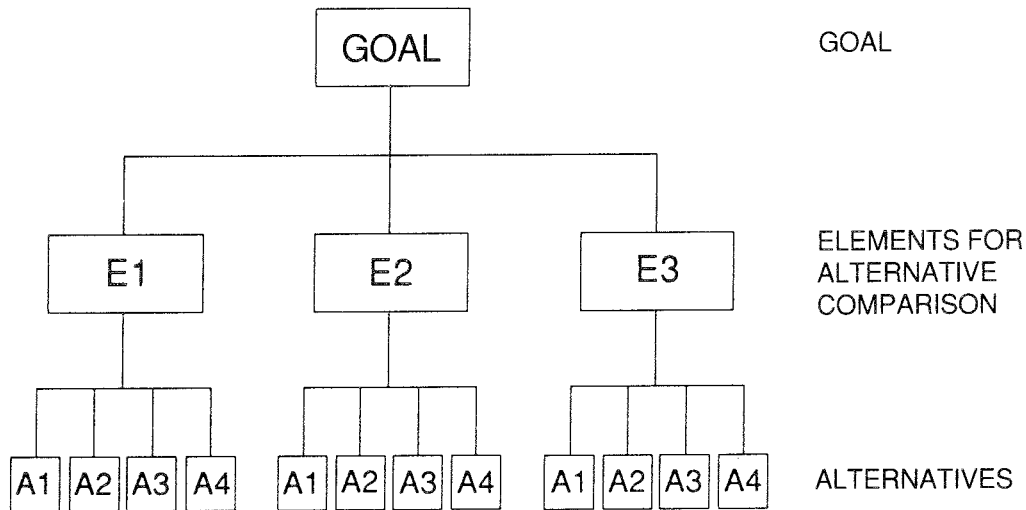 GOAL
GOAL
E1
E2
E3
ELEMENTS FOR
ALTERNATIVE
COMPARISON
A1 A2 A3 A4
A1 A2 A3 A4
A1 A2 A3 A4
ALTERNATIVES